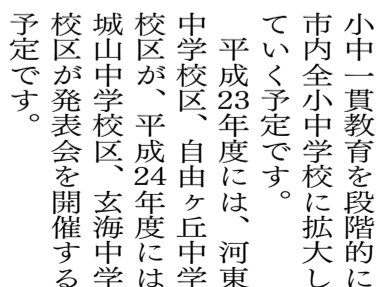 小中一貫教育を段階的に
市内全小中学校に拡大し
ていく予定です。
平成23年度には、河東
中学校区、自由ヶ丘中学
校区が、平成24年度には
城山中学校区、玄海中学
校区が発表会を開催する
予定です。